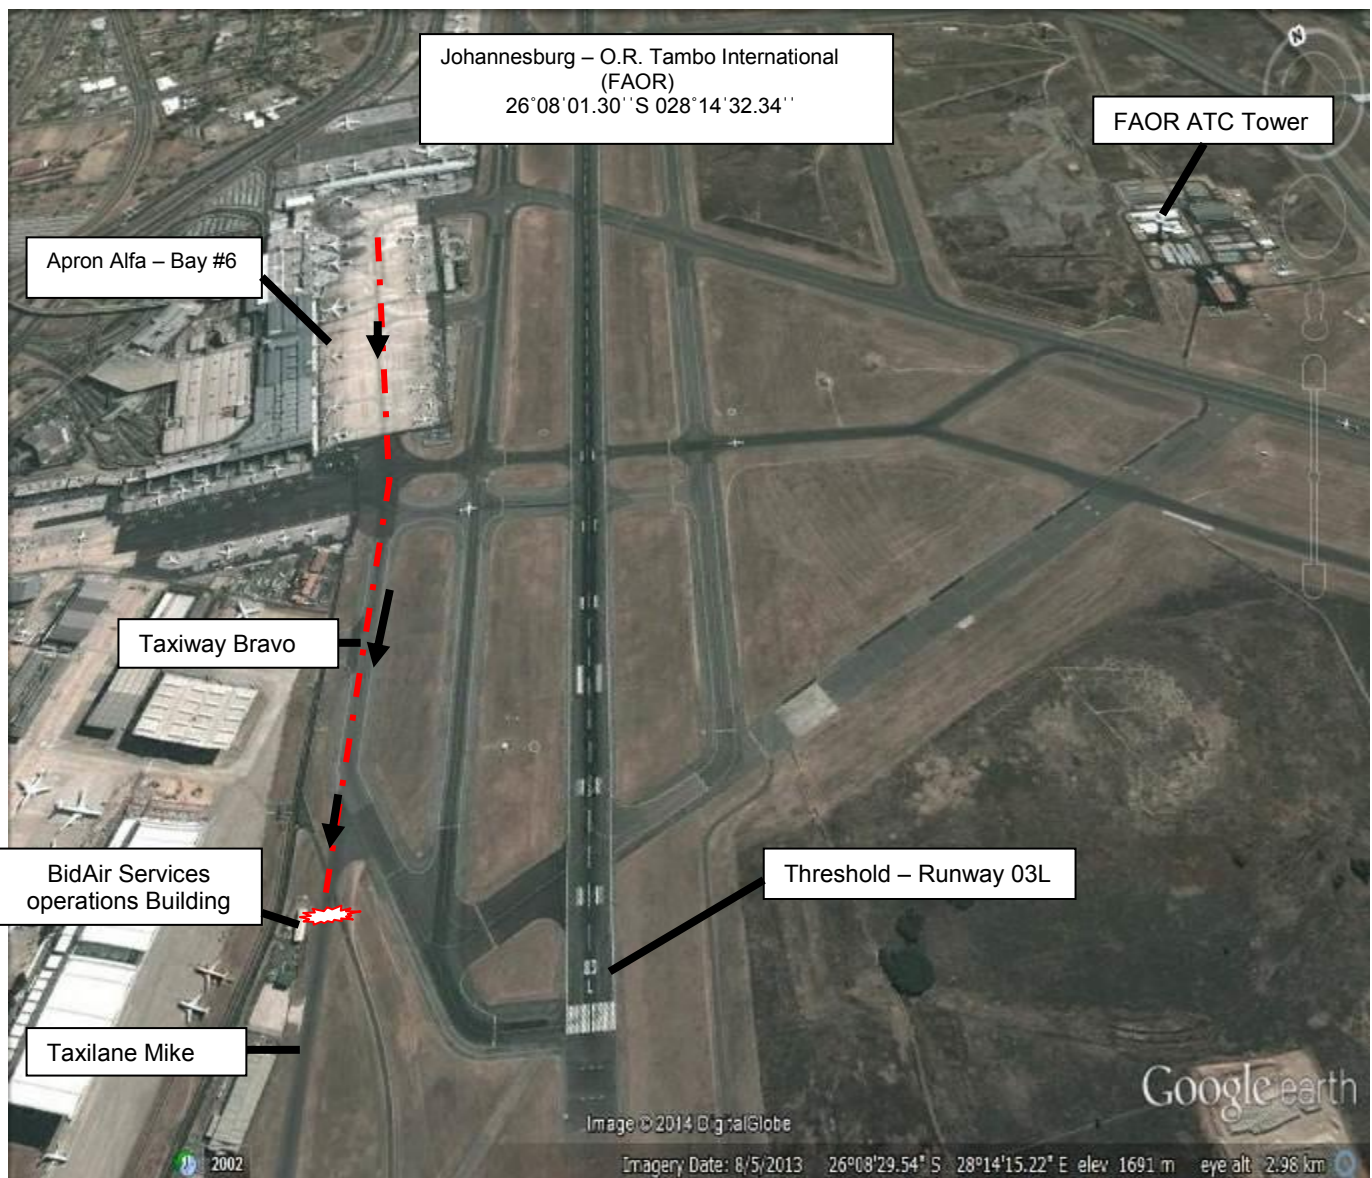 Johannesburg – O.R. Tambo International
(FAOR)
26°08'01.30''S 028°14'32.34''
N
FAOR ATC Tower
Apron Alfa – Bay #6
Taxiway Bravo
BidAir Services
operations Building
Threshold – Runway 03L
03
L
Taxilane Mike
Google earth
Image © 2014 DigitalGlobe
2002
Imagery Date: 8/5/2013 26°08'29.54" S 28°14'15.22" E elev 1691 m eye alt 2.98 km